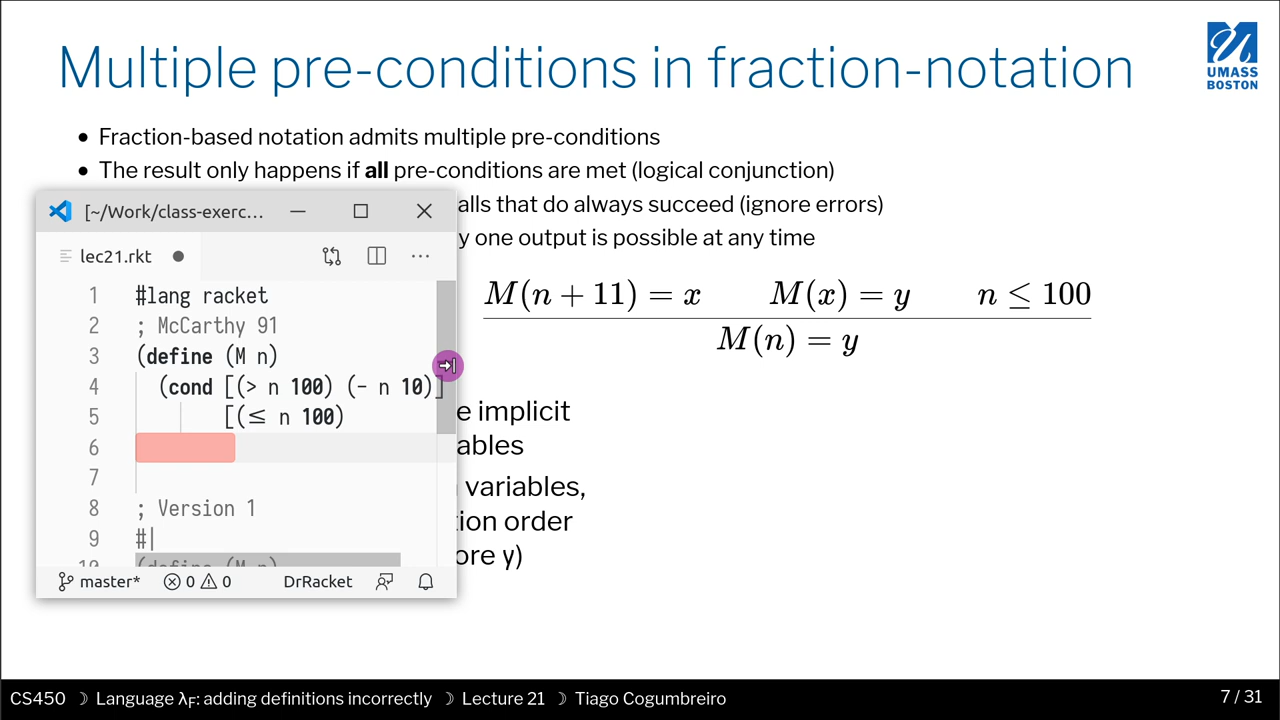 Multiple pre-conditions in fraction-notation
UMASS
BOSTON
• Fraction-based notation admits multiple pre-conditions
• The result only happens if all pre-conditions are met (logical conjunction)
alls that do always succeed (ignore errors)
y one output is possible at any time
M(n + 11) = x M(x) = y n ≤ 100
M(n) = y
e implicit
ables
variables,
tion order
ore y)
[~/Work/class-exerc...
lec21.rkt ● ...
1 #lang racket
2 ; McCarthy 91
3 (define (M n)
4 (cond [(> n 100) (- n 10)]
5 [(≤ n 100)
6
7
8 ; Version 1
9 #|
10 (define (M n)
master* 0 0 DrRacket
CS450 ☽ Language λF: adding definitions incorrectly ☽ Lecture 21 ☽ Tiago Cogumbreiro
7 / 31